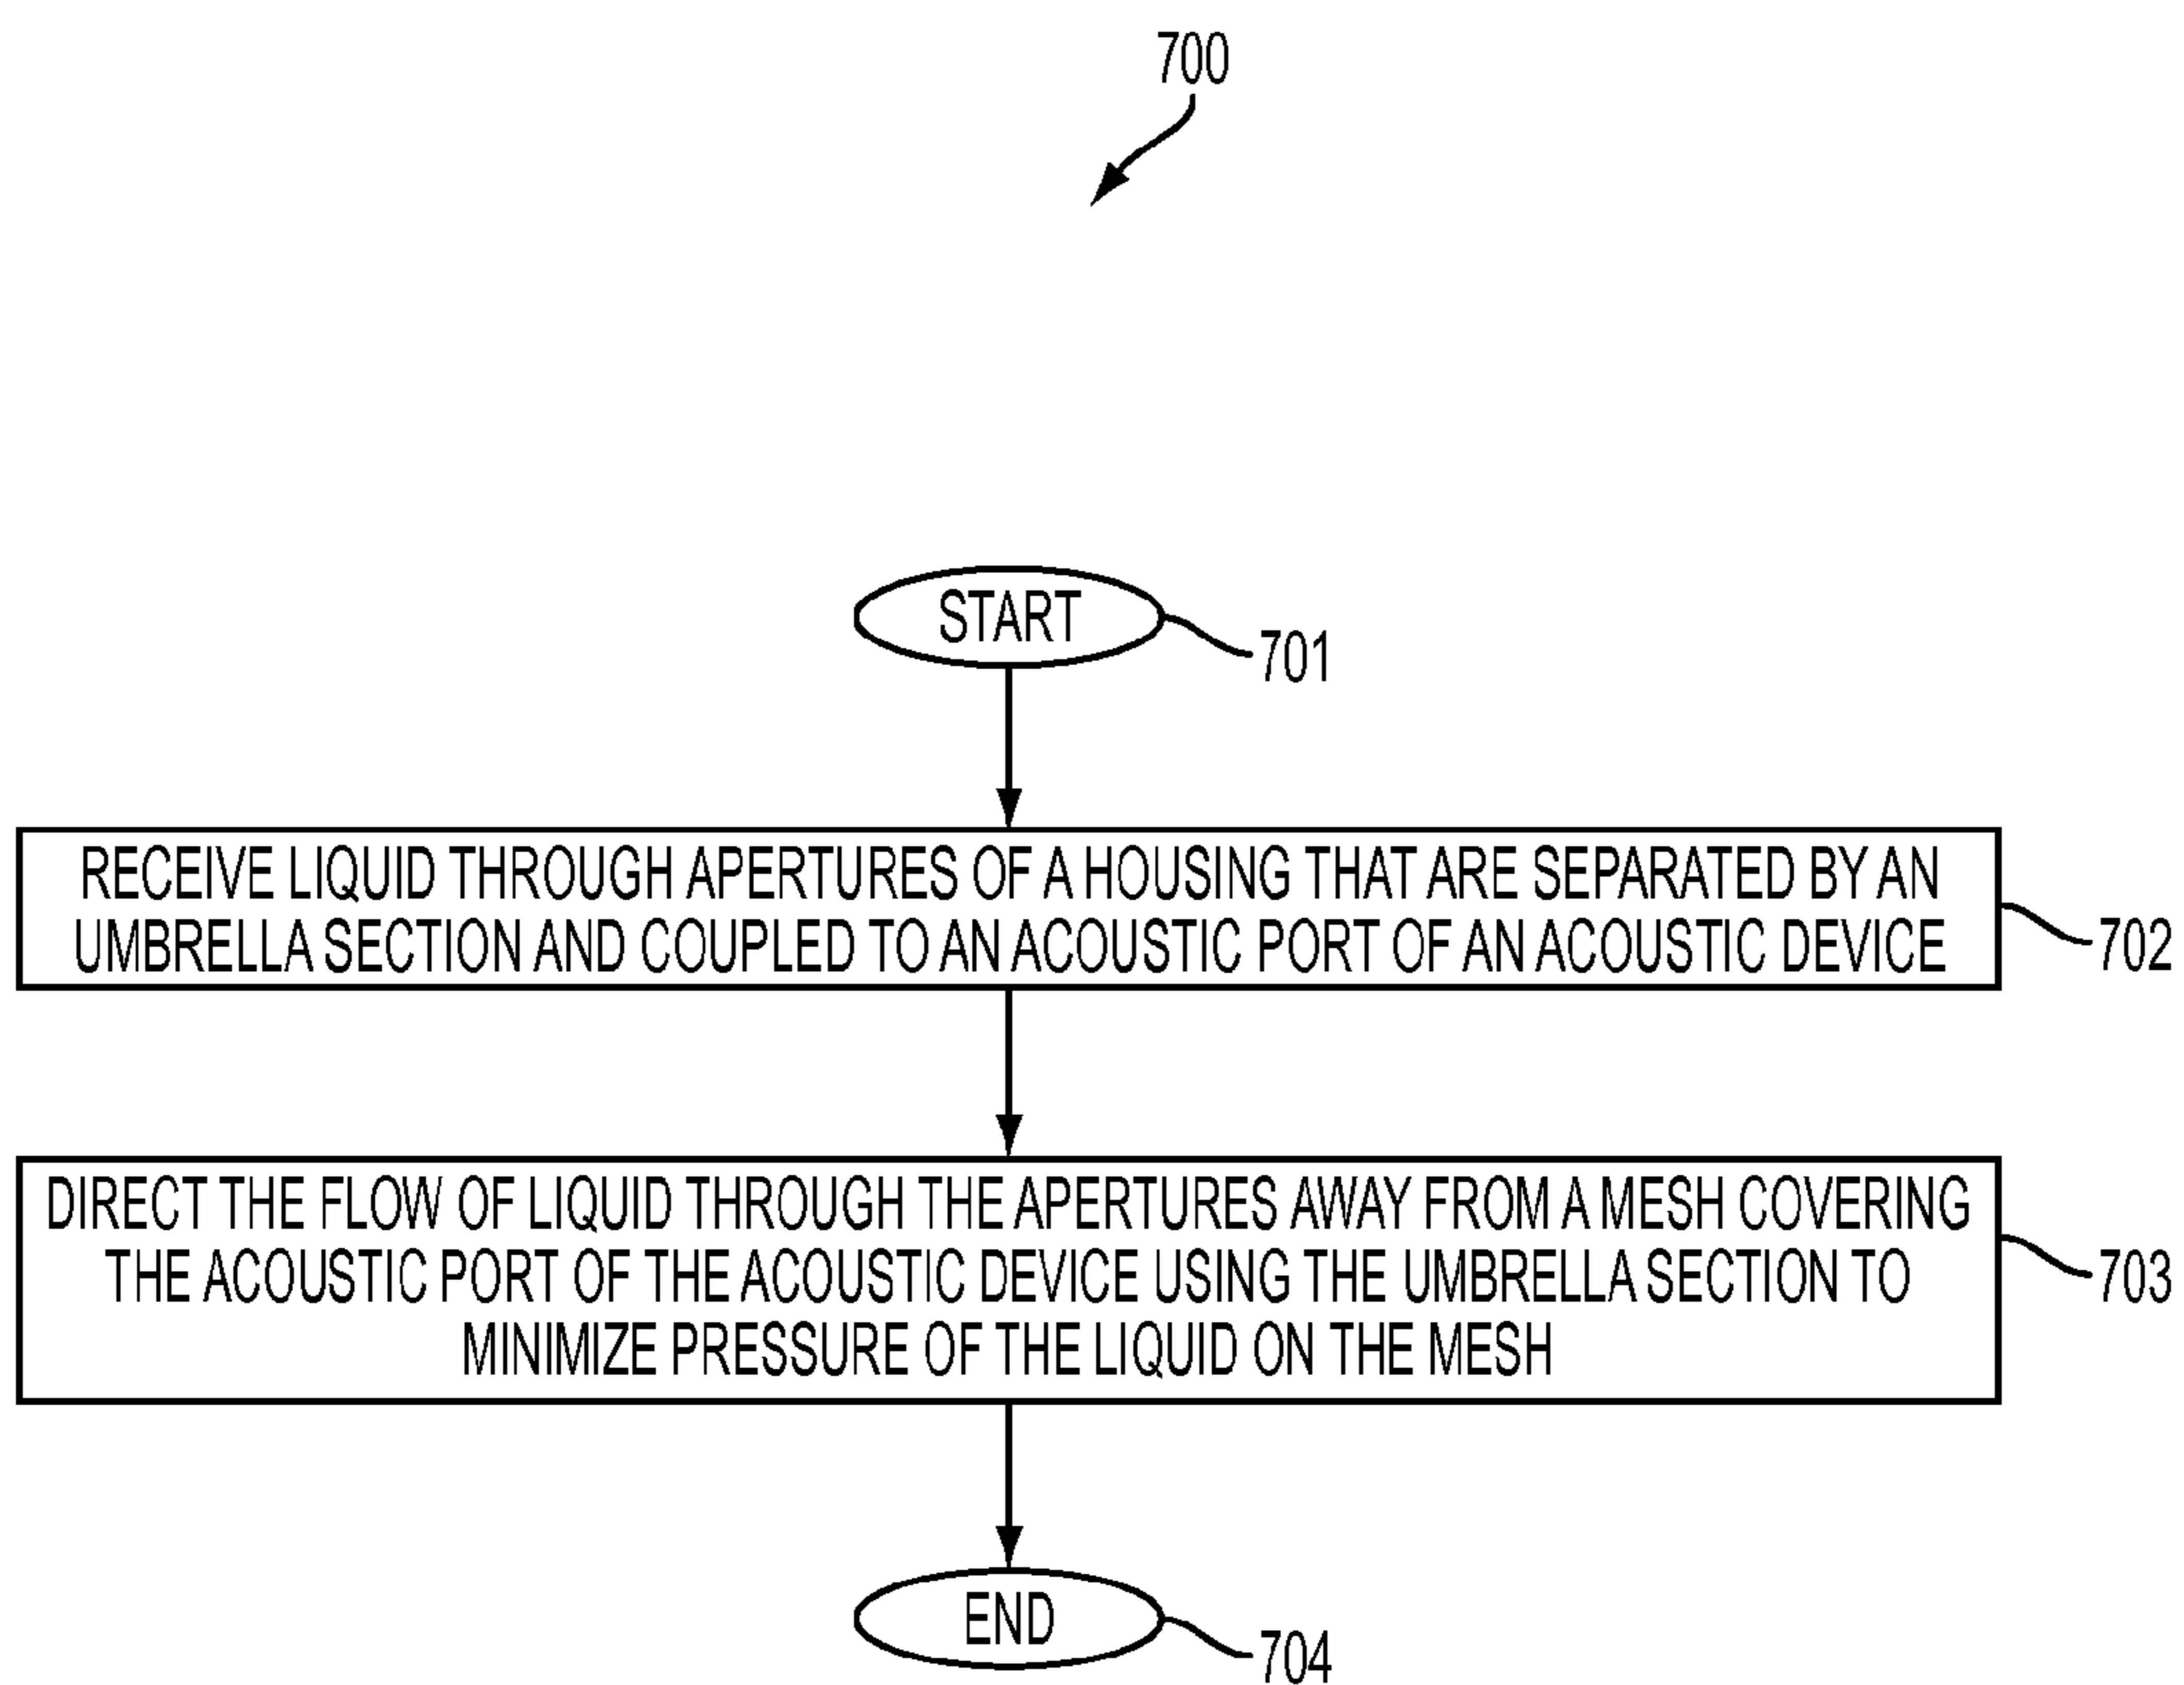 700
START
701
RECEIVE LIQUID THROUGH APERTURES OF A HOUSING THAT ARE SEPARATED BY AN
UMBRELLA SECTION AND COUPLED TO AN ACOUSTIC PORT OF AN ACOUSTIC DEVICE
702
DIRECT THE FLOW OF LIQUID THROUGH THE APERTURES AWAY FROM A MESH COVERING
THE ACOUSTIC PORT OF THE ACOUSTIC DEVICE USING THE UMBRELLA SECTION TO
MINIMIZE PRESSURE OF THE LIQUID ON THE MESH
703
END
704